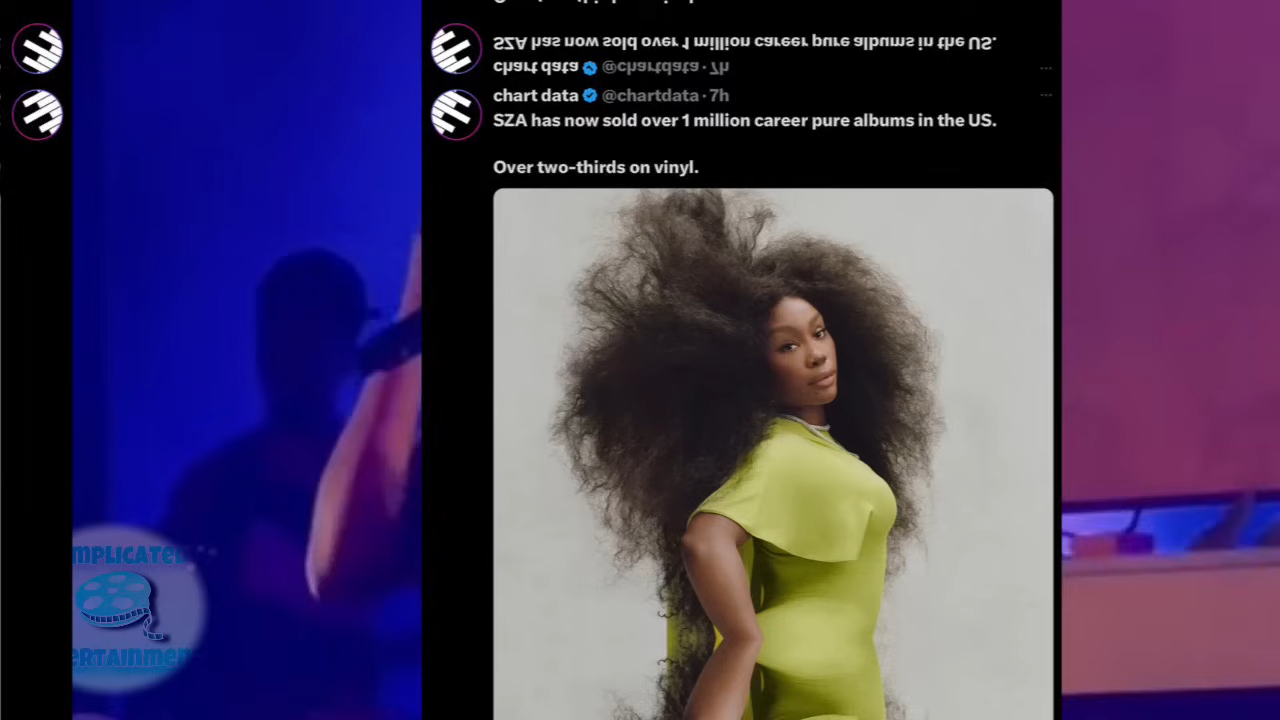 SZA has now sold over 1 million career pure albums in the US.
chart data @chartdata · 7h
chart data @chartdata · 7h
SZA has now sold over 1 million career pure albums in the US.
Over two-thirds on vinyl.
MPLICATE
ERTAINMEN